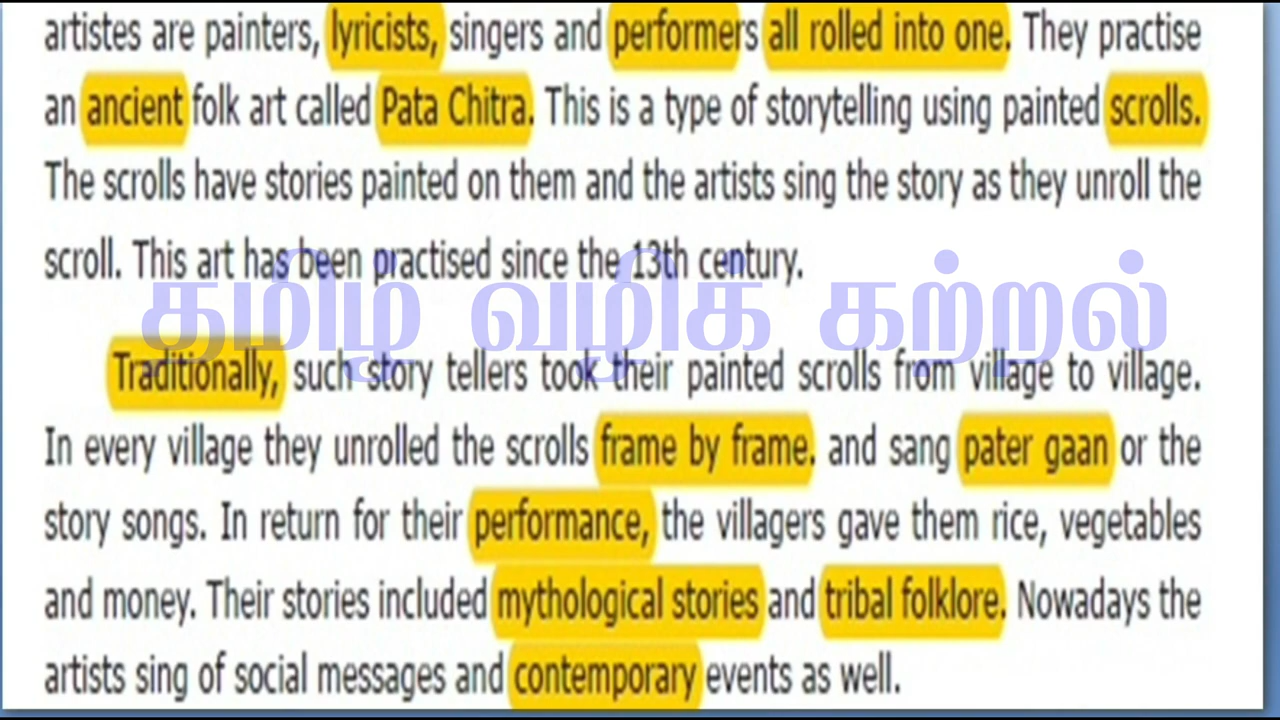 artistes are painters, lyricists, singers and performers all rolled into one. They practise
an ancient folk art called Pata Chitra. This is a type of storytelling using painted scrolls.
The scrolls have stories painted on them and the artists sing the story as they unroll the
scroll. This art has been practised since the 13th century.
தமிழ் வழிக் கற்றல்
Traditionally, such story tellers took their painted scrolls from village to village.
In every village they unrolled the scrolls frame by frame. and sang pater gaan or the
story songs. In return for their performance, the villagers gave them rice, vegetables
and money. Their stories included mythological stories and tribal folklore. Nowadays the
artists sing of social messages and contemporary events as well.